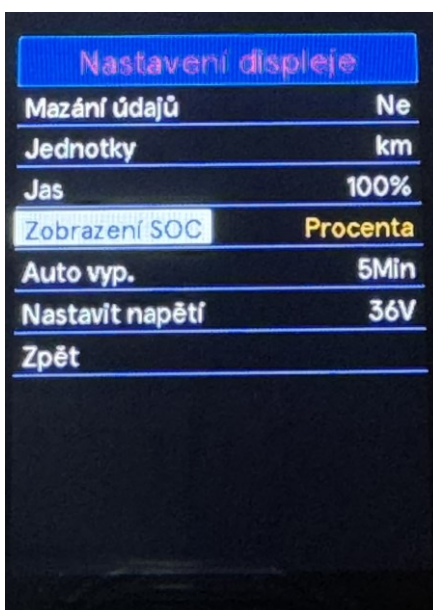 Nastavení displeje
Mazání údajů Ne
Jednotky km
Jas 100%
Zobrazení SOC Procenta
Auto vyp. 5Min
Nastavit napětí 36V
Zpět